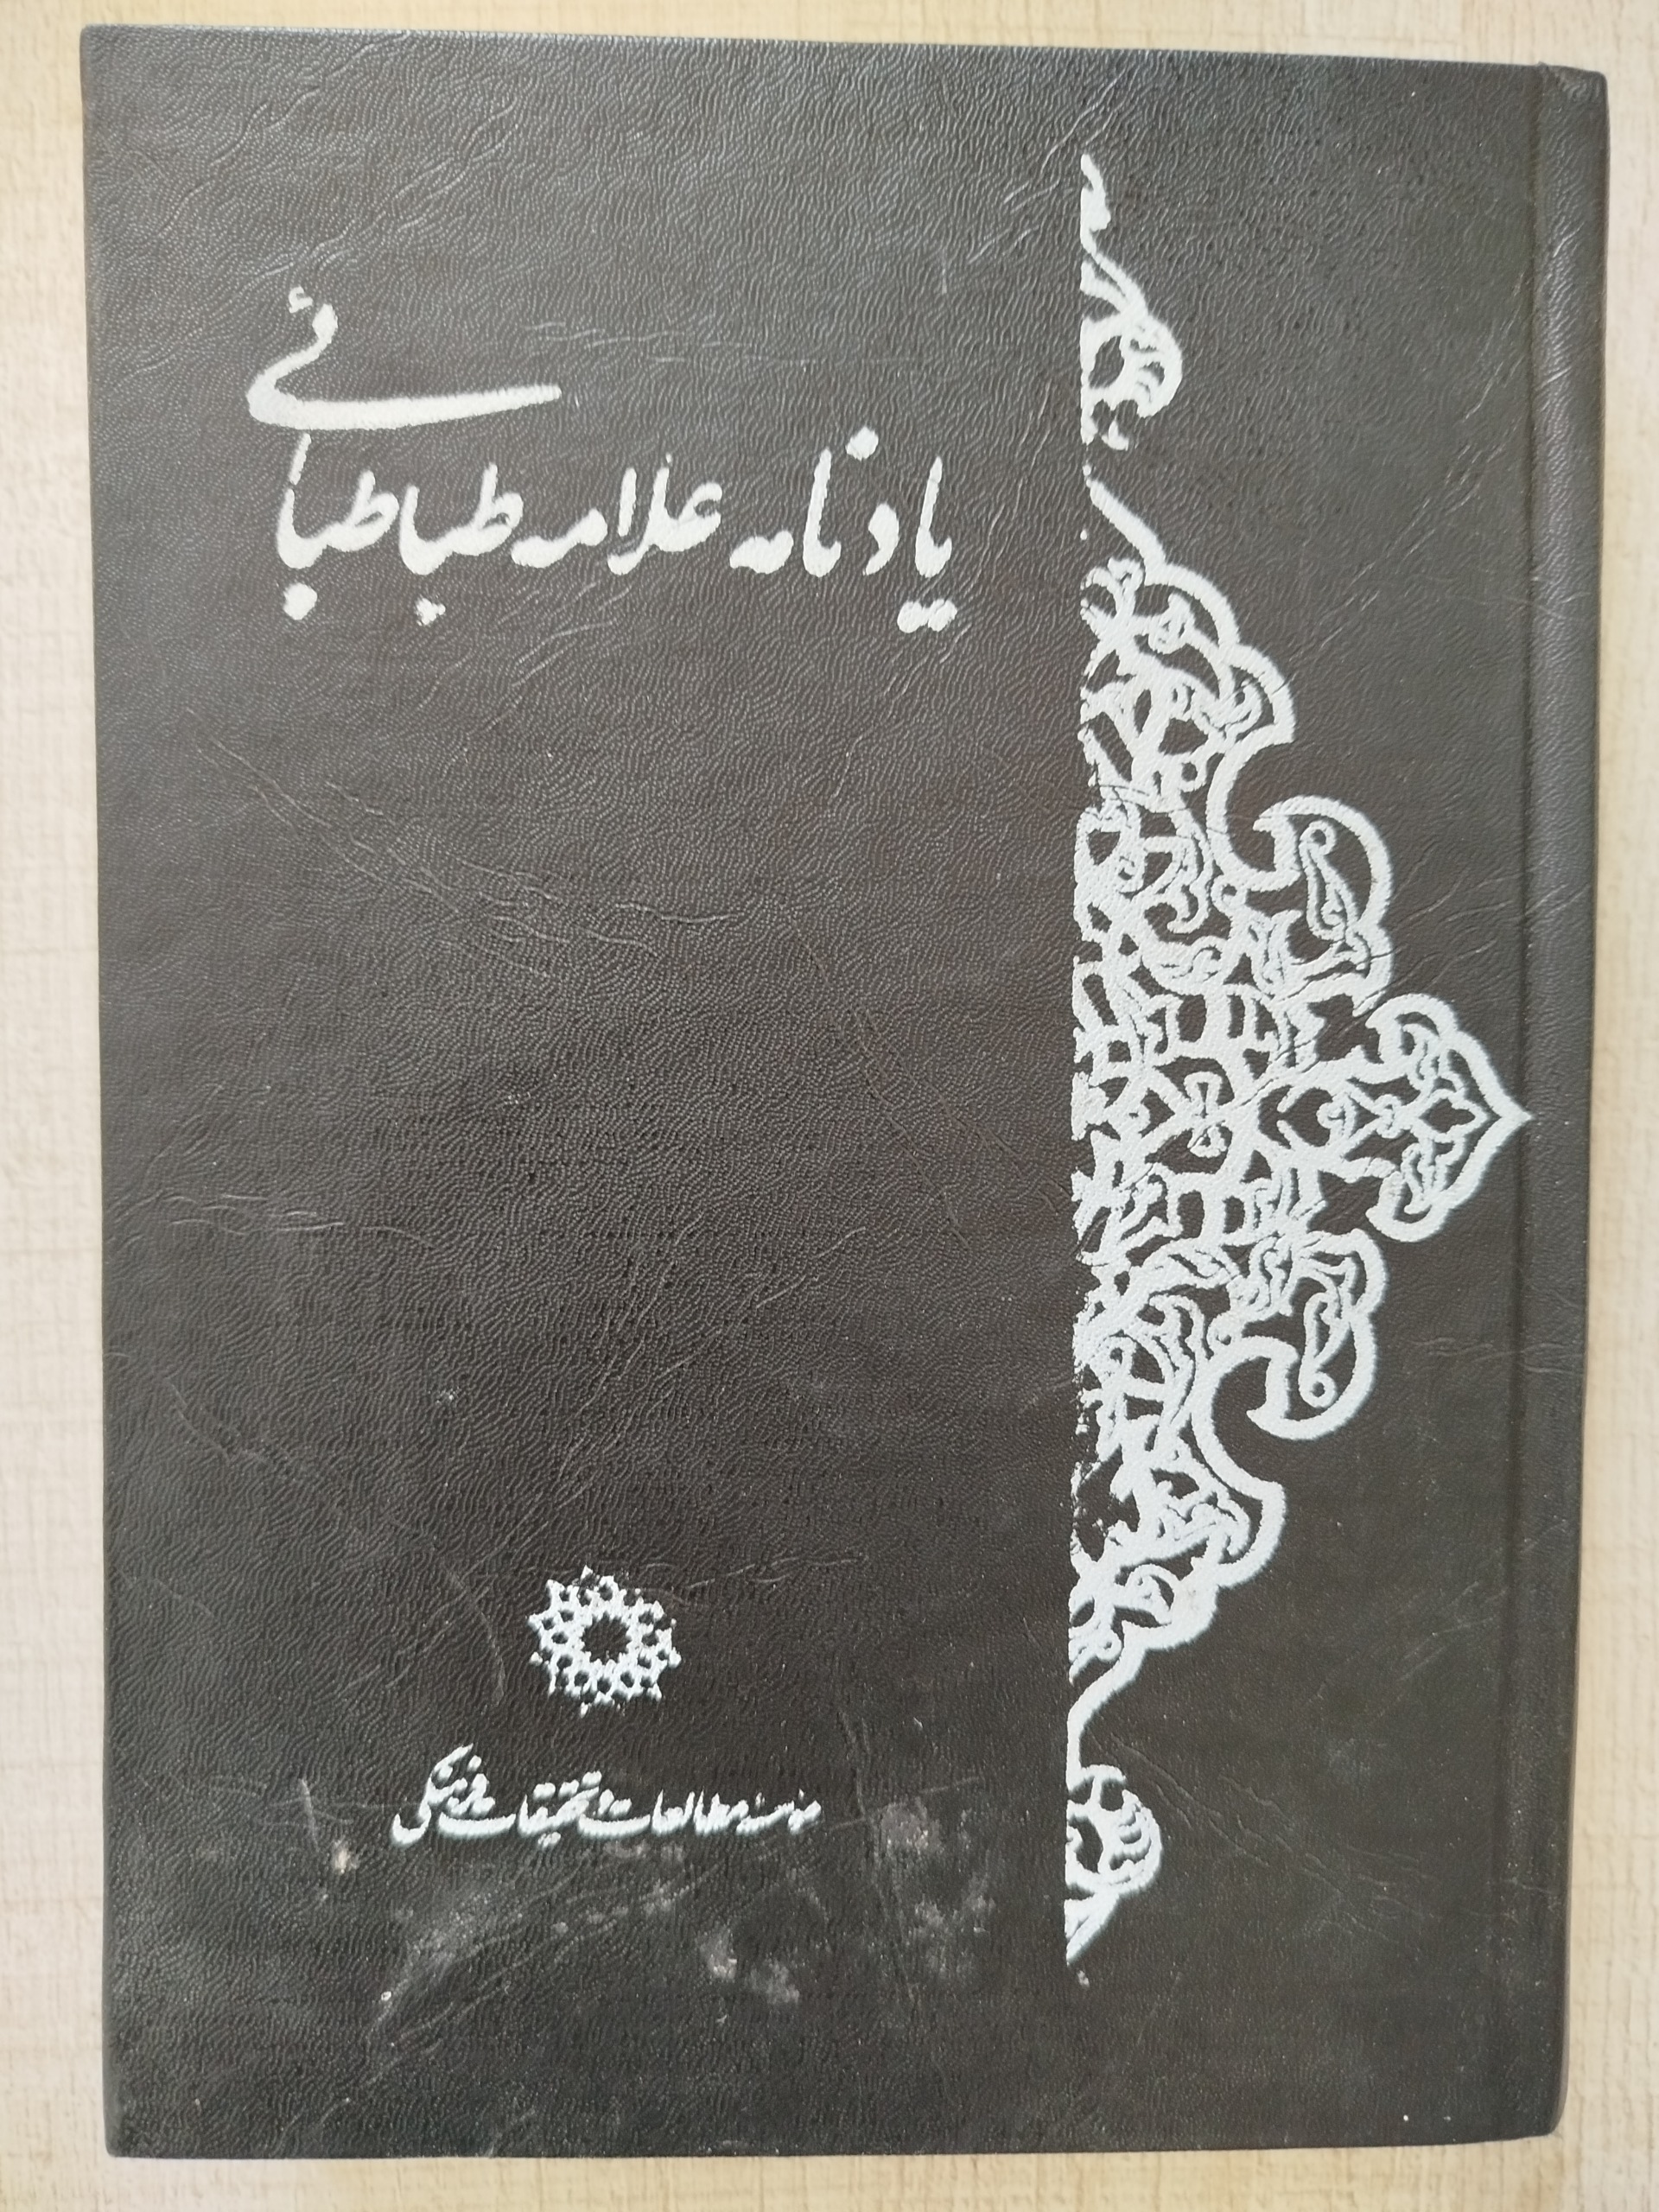 یادنامه علامه طباطبائی
مؤسسه مطالعات و تحقیقات فرهنگی